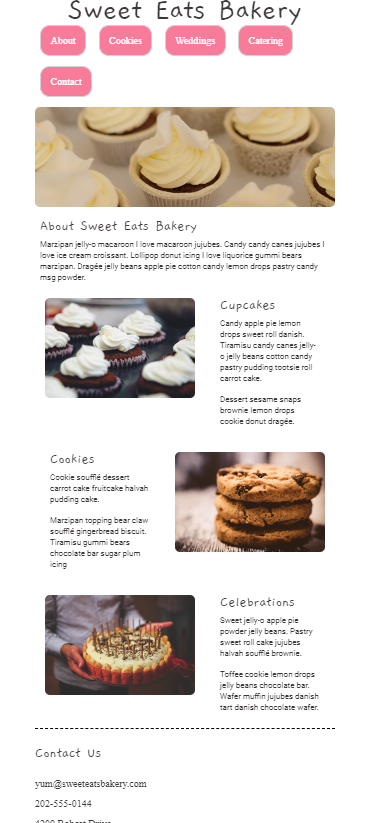 Sweet Eats Bakery
About Cookies Weddings Catering
Contact
About Sweet Eats Bakery
Marzipan jelly-o macaroon I love macaroon jujubes. Candy candy canes jujubes I
love ice cream croissant. Lollipop donut icing I love liquorice gummi bears
marzipan. Dragée jelly beans apple pie cotton candy lemon drops pastry candy
msg powder.
Cupcakes
Candy apple pie lemon
drops sweet roll danish.
Tiramisu candy canes jelly-
o jelly beans cotton candy
pastry pudding tootsie roll
carrot cake.
Dessert sesame snaps
brownie lemon drops
cookie donut dragée.
Cookies
Cookie soufflé dessert
carrot cake fruitcake halvah
pudding cake.
Marzipan topping bear claw
soufflé gingerbread biscuit.
Tiramisu gummi bears
chocolate bar sugar plum
icing
Celebrations
Sweet jelly-o apple pie
powder jelly beans. Pastry
sweet roll cake jujubes
halvah soufflé brownie.
Toffee cookie lemon drops
jelly beans chocolate bar.
Wafer muffin jujubes danish
tart danish chocolate wafer.
Contact Us
yum@sweeteatsbakery.com
202-555-0144